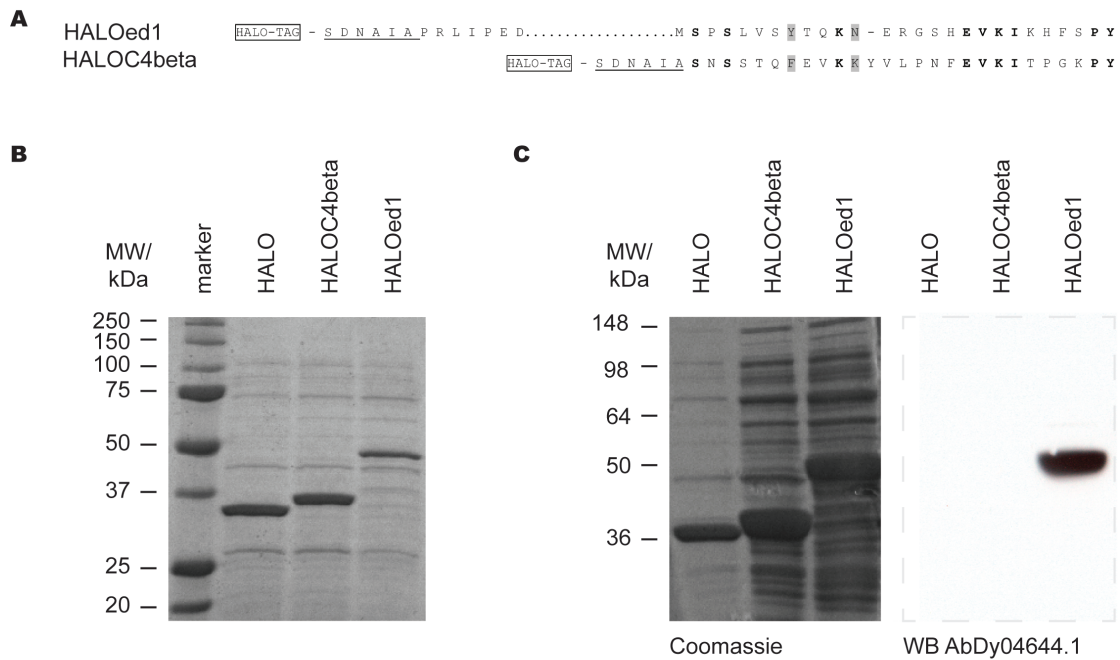 A
HALOed1 HALO-TAG - S D N A I A P R L I P E D..................M S P S L V S Y T Q K N - E R G S H E V K I K H F S P Y
HALOC4beta HALO-TAG - S D N A I A S N S S T Q F E V K K Y V L P N F E V K I T P G K P Y
B
MW/
kDa
marker
HALO
HALOC4beta
HALOed1
250
150
100
75
50
37
25
20
C
MW/
kDa
HALO
HALOC4beta
HALOed1
HALO
HALOC4beta
HALOed1
148
98
64
50
36
Coomassie
WB AbDy04644.1